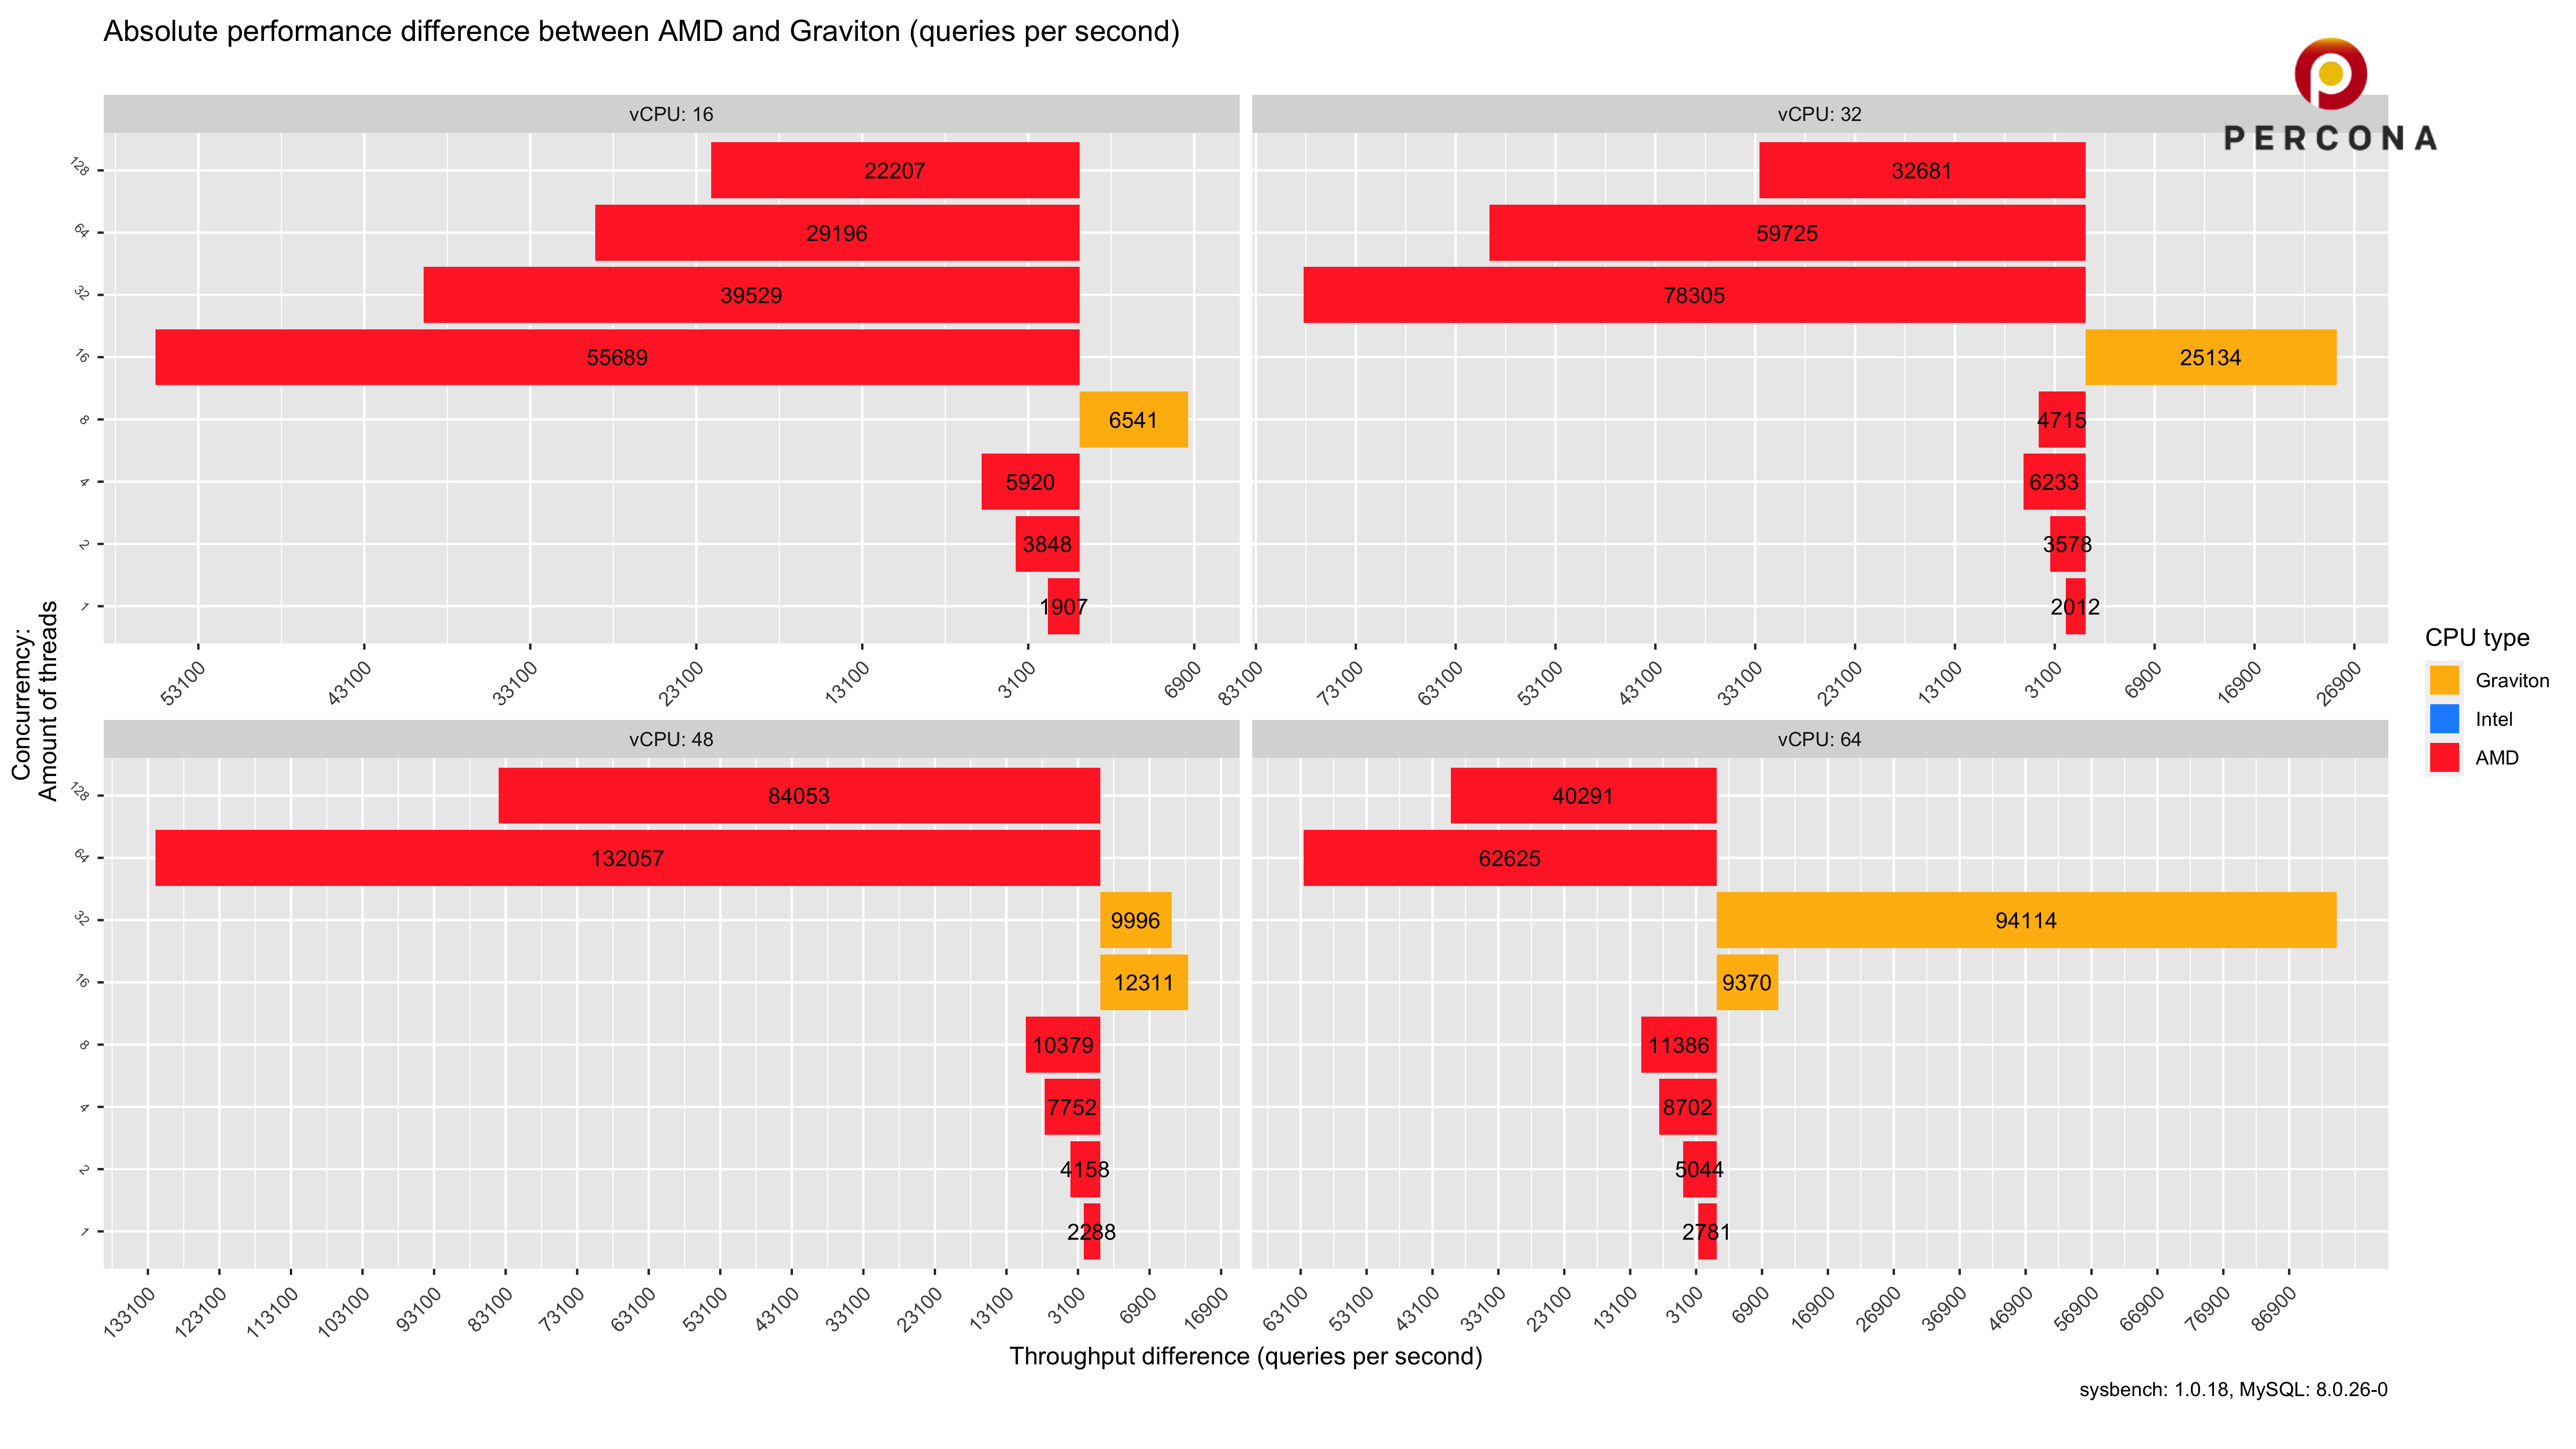 Absolute performance difference between AMD and Graviton (queries per second)
PERCONA
vCPU: 16
128
22207
64
29196
32
39529
16
55689
8
6541
4
5920
2
3848
1
1907
53100 43100 33100 23100 13100 3100 6900
vCPU: 32
32681
59725
78305
25134
4715
6233
3578
2012
83100 73100 63100 53100 43100 33100 23100 13100 3100 6900 16900 26900
Concurremcy:
Amount of threads
vCPU: 48
128
84053
64
132057
32
9996
16
12311
8
10379
4
7752
2
4158
1
2288
133100 123100 113100 103100 93100 83100 73100 63100 53100 43100 33100 23100 13100 3100 6900 16900
vCPU: 64
40291
62625
94114
9370
11386
8702
5044
2781
63100 53100 43100 33100 23100 13100 3100 6900 16900 26900 36900 46900 56900 66900 76900 86900
CPU type
Graviton
Intel
AMD
Throughput difference (queries per second)
sysbench: 1.0.18, MySQL: 8.0.26-0